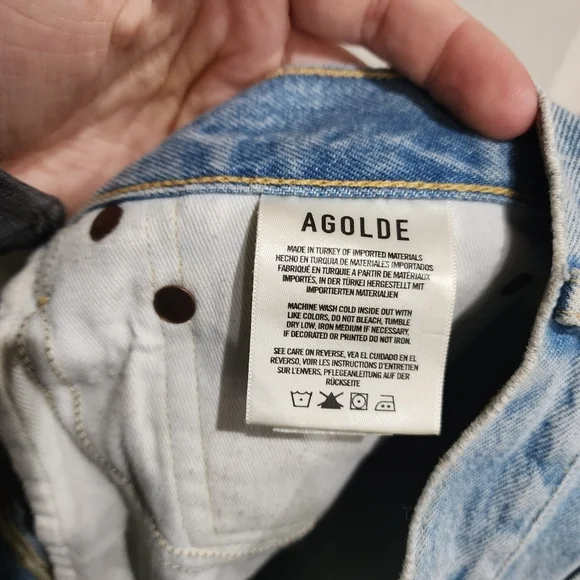 AGOLDE
MADE IN TURKEY OF IMPORTED MATERIALS
HECHO EN TURQUIA DE MATERIALES IMPORTADOS
FABRIQUÉ EN TURQUIE A PARTIR DE MATÉRIAUX
IMPORTÉS, IN DER TÜRKEI HERGESTELLT MIT
IMPORTIERTEN MATERIALIEN
MACHINE WASH COLD INSIDE OUT WITH
LIKE COLORS, DO NOT BLEACH, TUMBLE
DRY LOW, IRON MEDIUM IF NECESSARY.
IF DECORATED OR PRINTED DO NOT IRON.
SEE CARE ON REVERSE, VEA EL CUIDADO EN EL
REVERSO, VOIR LES INSTRUCTIONS D'ENTRETIEN
SUR L'ENVERS, PFLEGEANLEITUNG AUF DER
RÜCKSEITE